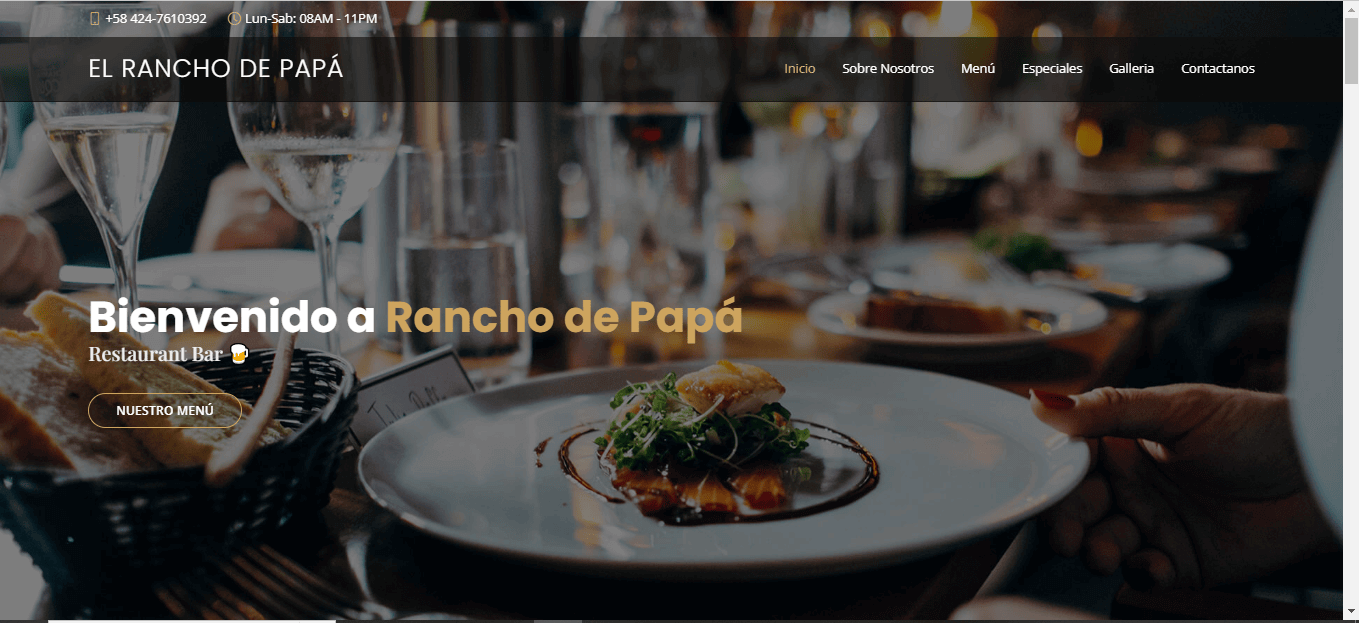 +58 424-7610392 Lun-Sab: 08AM - 11PM
EL RANCHO DE PAPÁ
Inicio Sobre Nosotros Menú Especiales Galleria Contactanos
Bienvenido a Rancho de Papá
Restaurant Bar 🍺
NUESTRO MENÚ